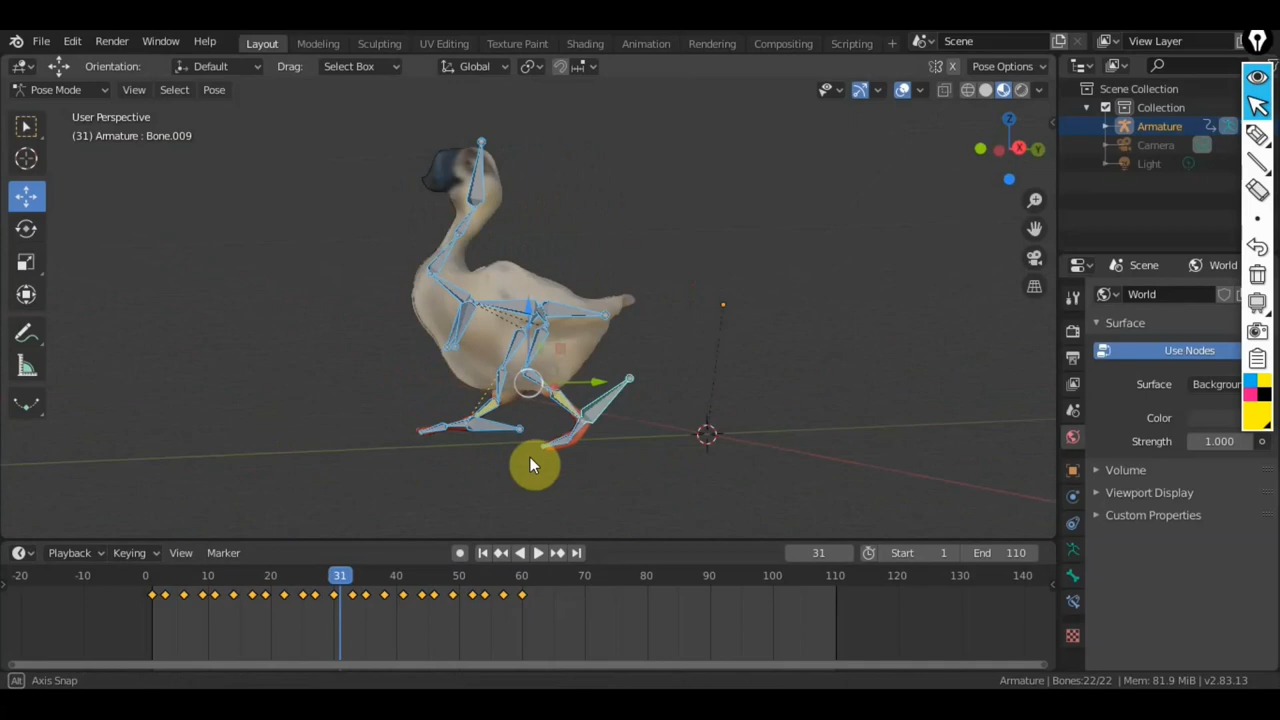 File Edit Render Window Help Layout Modeling Sculpting UV Editing Texture Paint Shading Animation Rendering Compositing Scripting + Scene View Layer
Orientation: Default Drag: Select Box Global X Pose Options
Pose Mode View Select Pose
User Perspective
(31) Armature : Bone.009
Z
X
Y
Scene Collection
Collection
Armature
Camera
Light
Scene World
World
Surface
Use Nodes
Surface Backgroun
Color
Strength 1.000
Volume
Viewport Display
Custom Properties
Playback Keying View Marker 31 Start 1 End 110
-20 -10 0 10 20 31 40 50 60 70 80 90 100 110 120 130 140
Alt Axis Snap Armature | Bones:22/22 | Mem: 81.9 MiB | v2.83.13